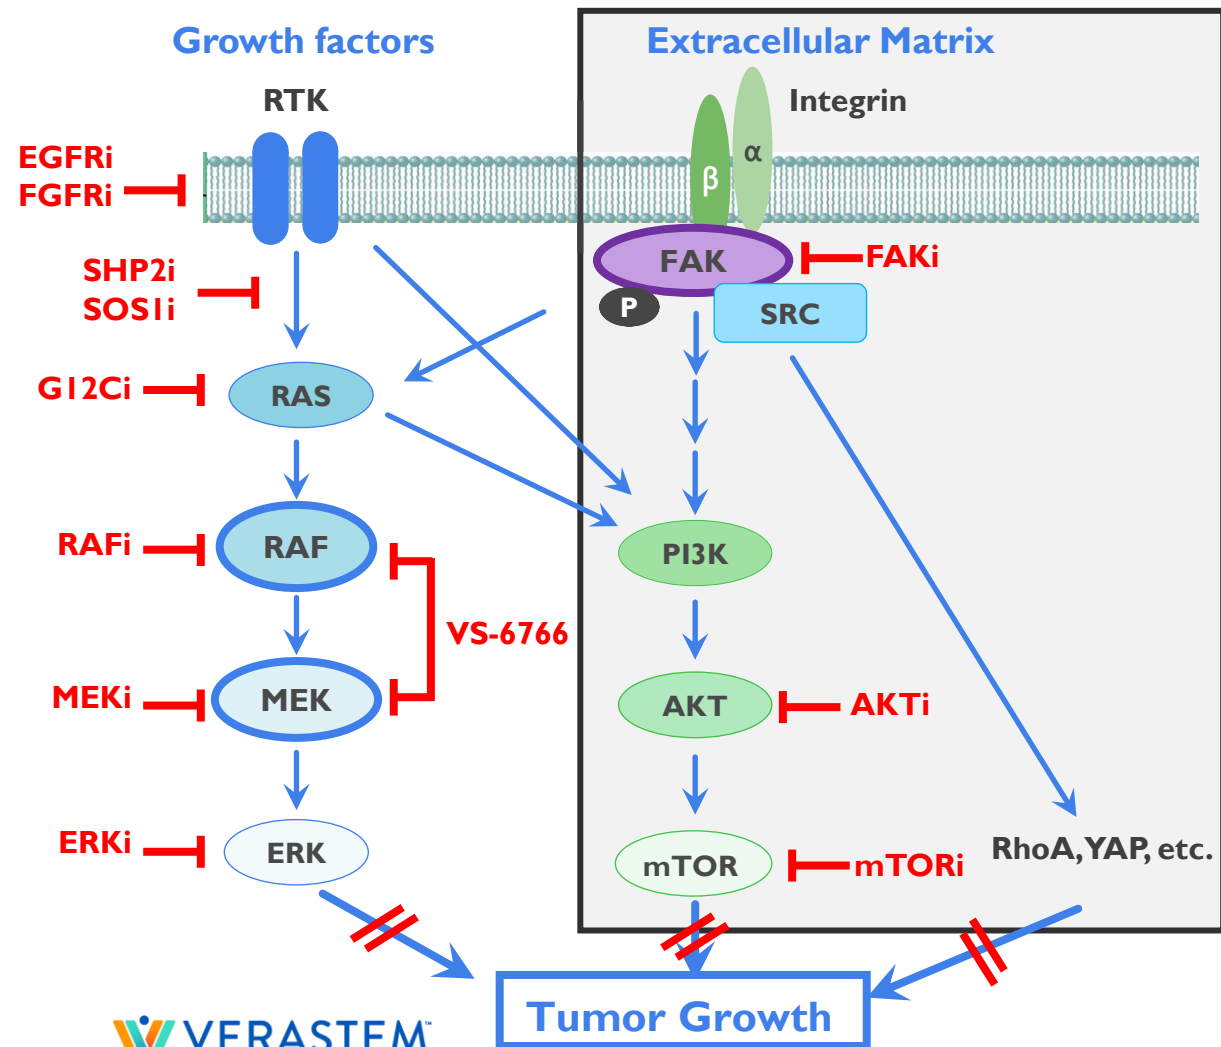 Growth factors
Extracellular Matrix
RTK
Integrin
EGFRi
FGFRi
α
β
FAK
FAKi
SHP2i
SOS1i
P
SRC
G12Ci
RAS
RAFi
RAF
PI3K
VS-6766
MEKi
MEK
AKT
AKTi
ERKi
ERK
mTOR
mTORi
RhoA, YAP, etc.
Tumor Growth
VERASTEM™